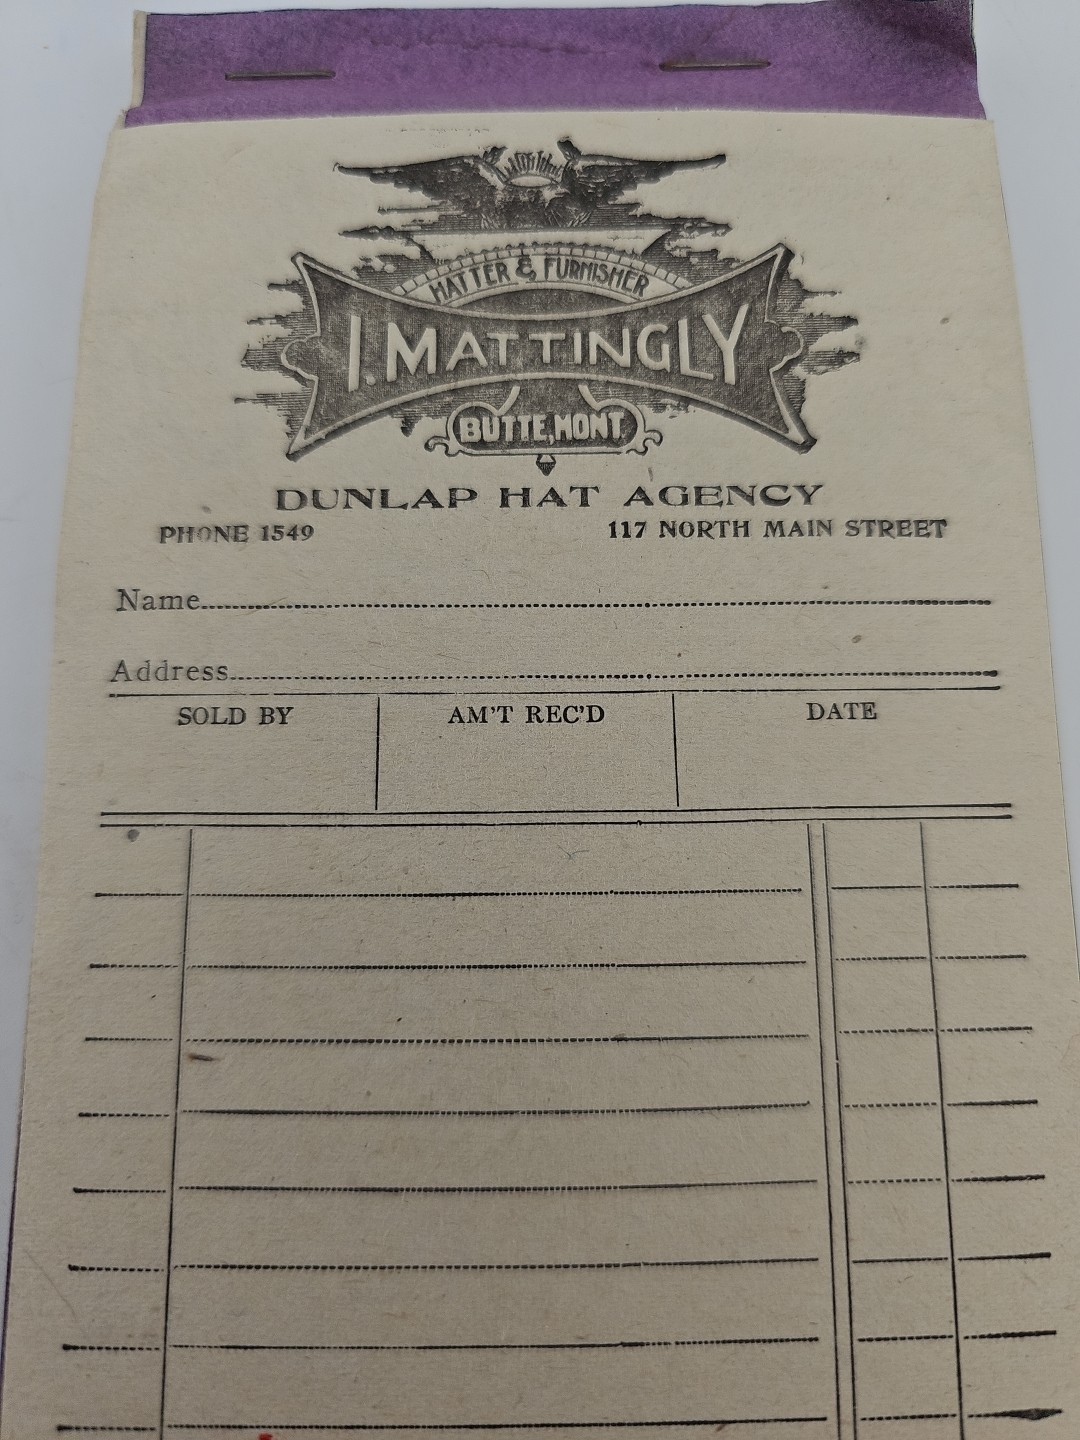 HATTER & FURNISHER
I. MATTINGLY
BUTTE, MONT.
DUNLAP HAT AGENCY
PHONE 1549 117 NORTH MAIN STREET
Name
Address
SOLD BY AM'T REC'D DATE